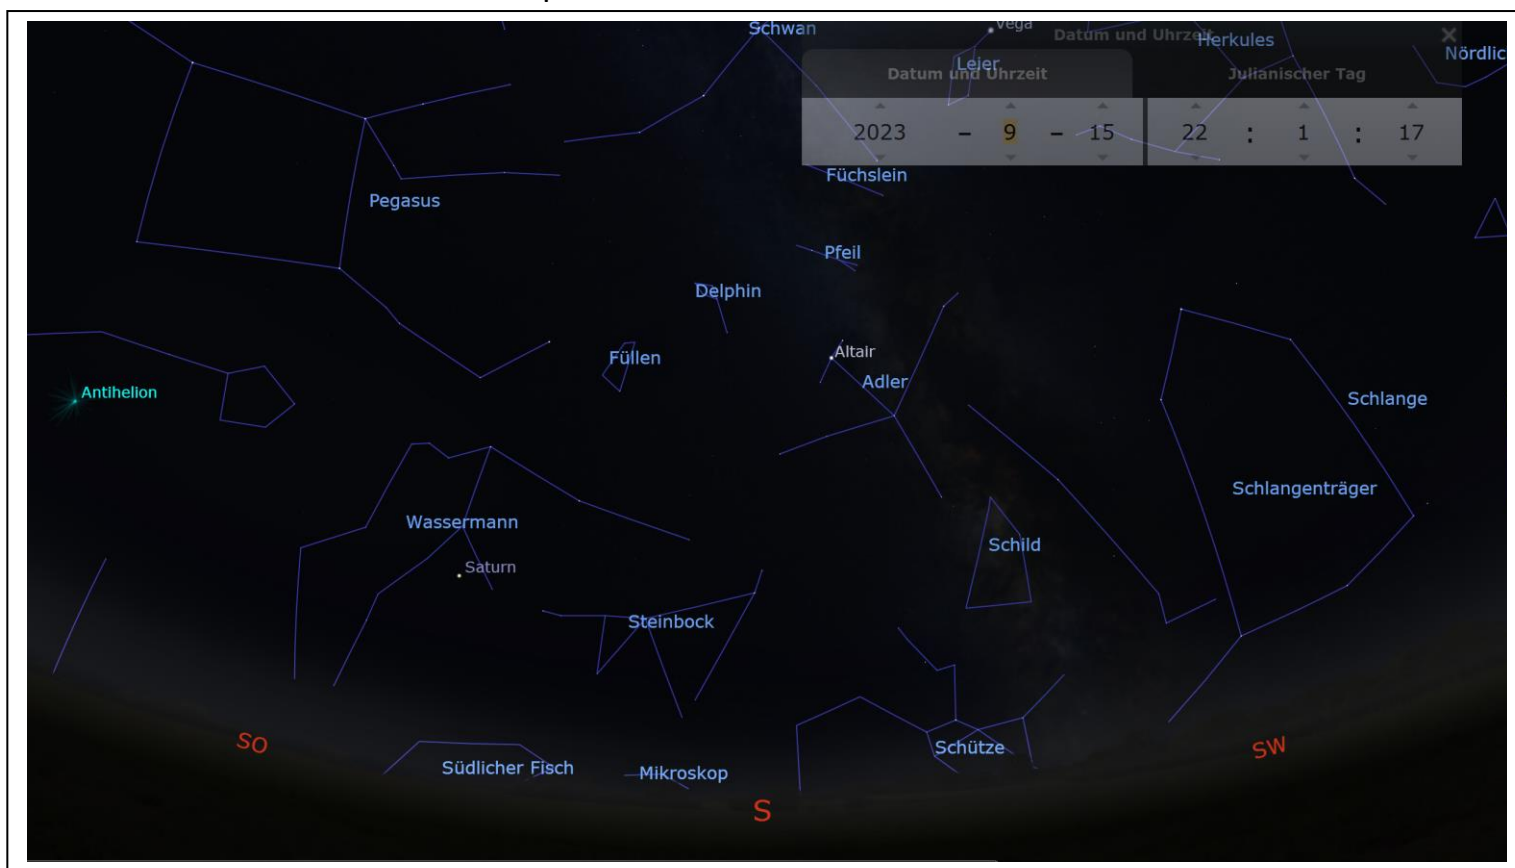 Schwan
Vega
Datum und Uhrzeit
Herkules
Nördlic
Datum und Uhrzeit
Leier
Julianischer Tag
2023 - 9 - 15 22 : 1 : 17
Füchslein
Pegasus
Pfeil
Delphin
Altair
Füllen
Adler
Antihelion
Schlange
Schlangenträger
Wassermann
Schild
Saturn
Steinbock
SO
SW
Schütze
Südlicher Fisch
Mikroskop
S